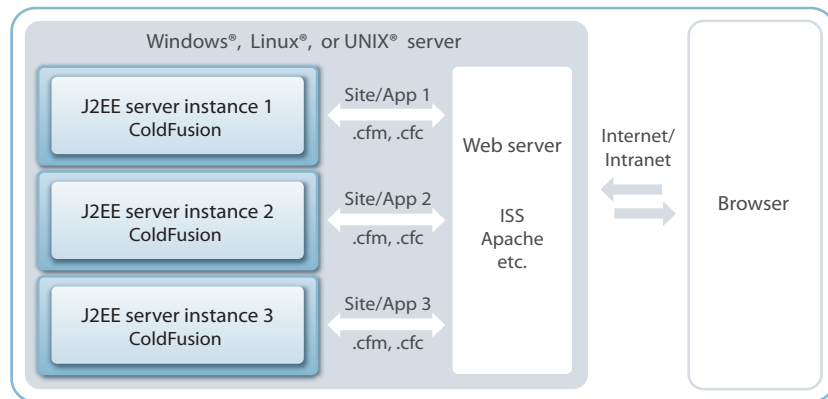 Windows®, Linux®, or UNIX® server
J2EE server instance 1
ColdFusion
Site/App 1
.cfm, .cfc
J2EE server instance 2
ColdFusion
Site/App 2
.cfm, .cfc
J2EE server instance 3
ColdFusion
Site/App 3
.cfm, .cfc
Web server
ISS
Apache
etc.
Internet/
Intranet
Browser